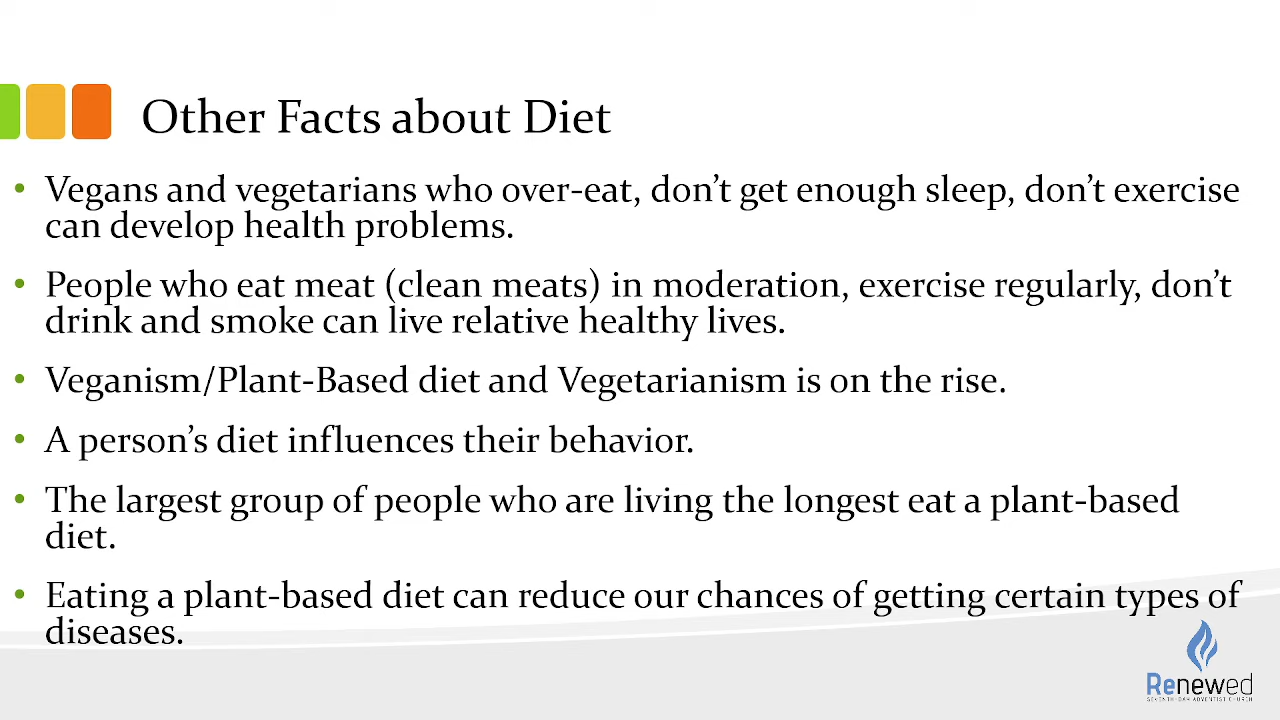 Other Facts about Diet
• Vegans and vegetarians who over-eat, don’t get enough sleep, don’t exercise
can develop health problems.
• People who eat meat (clean meats) in moderation, exercise regularly, don’t
drink and smoke can live relative healthy lives.
• Veganism/Plant-Based diet and Vegetarianism is on the rise.
• A person’s diet influences their behavior.
• The largest group of people who are living the longest eat a plant-based
diet.
• Eating a plant-based diet can reduce our chances of getting certain types of
diseases.
Renewed
SEVENTH-DAY ADVENTIST CHURCH